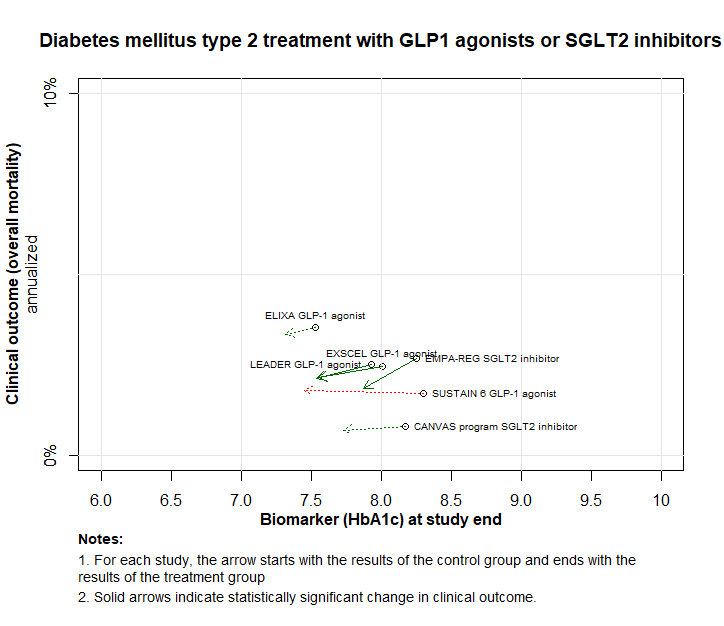 Diabetes mellitus type 2 treatment with GLP1 agonists or SGLT2 inhibitors
Clinical outcome (overall mortality)
annualized
10%
0%
ELIXA GLP-1 agonist
EXSCEL GLP-1 agonist
EMPA-REG SGLT2 inhibitor
LEADER GLP-1 agonist
SUSTAIN 6 GLP-1 agonist
CANVAS program SGLT2 inhibitor
6.0 6.5 7.0 7.5 8.0 8.5 9.0 9.5 10
Biomarker (HbA1c) at study end
Notes:
1. For each study, the arrow starts with the results of the control group and ends with the
results of the treatment group
2. Solid arrows indicate statistically significant change in clinical outcome.